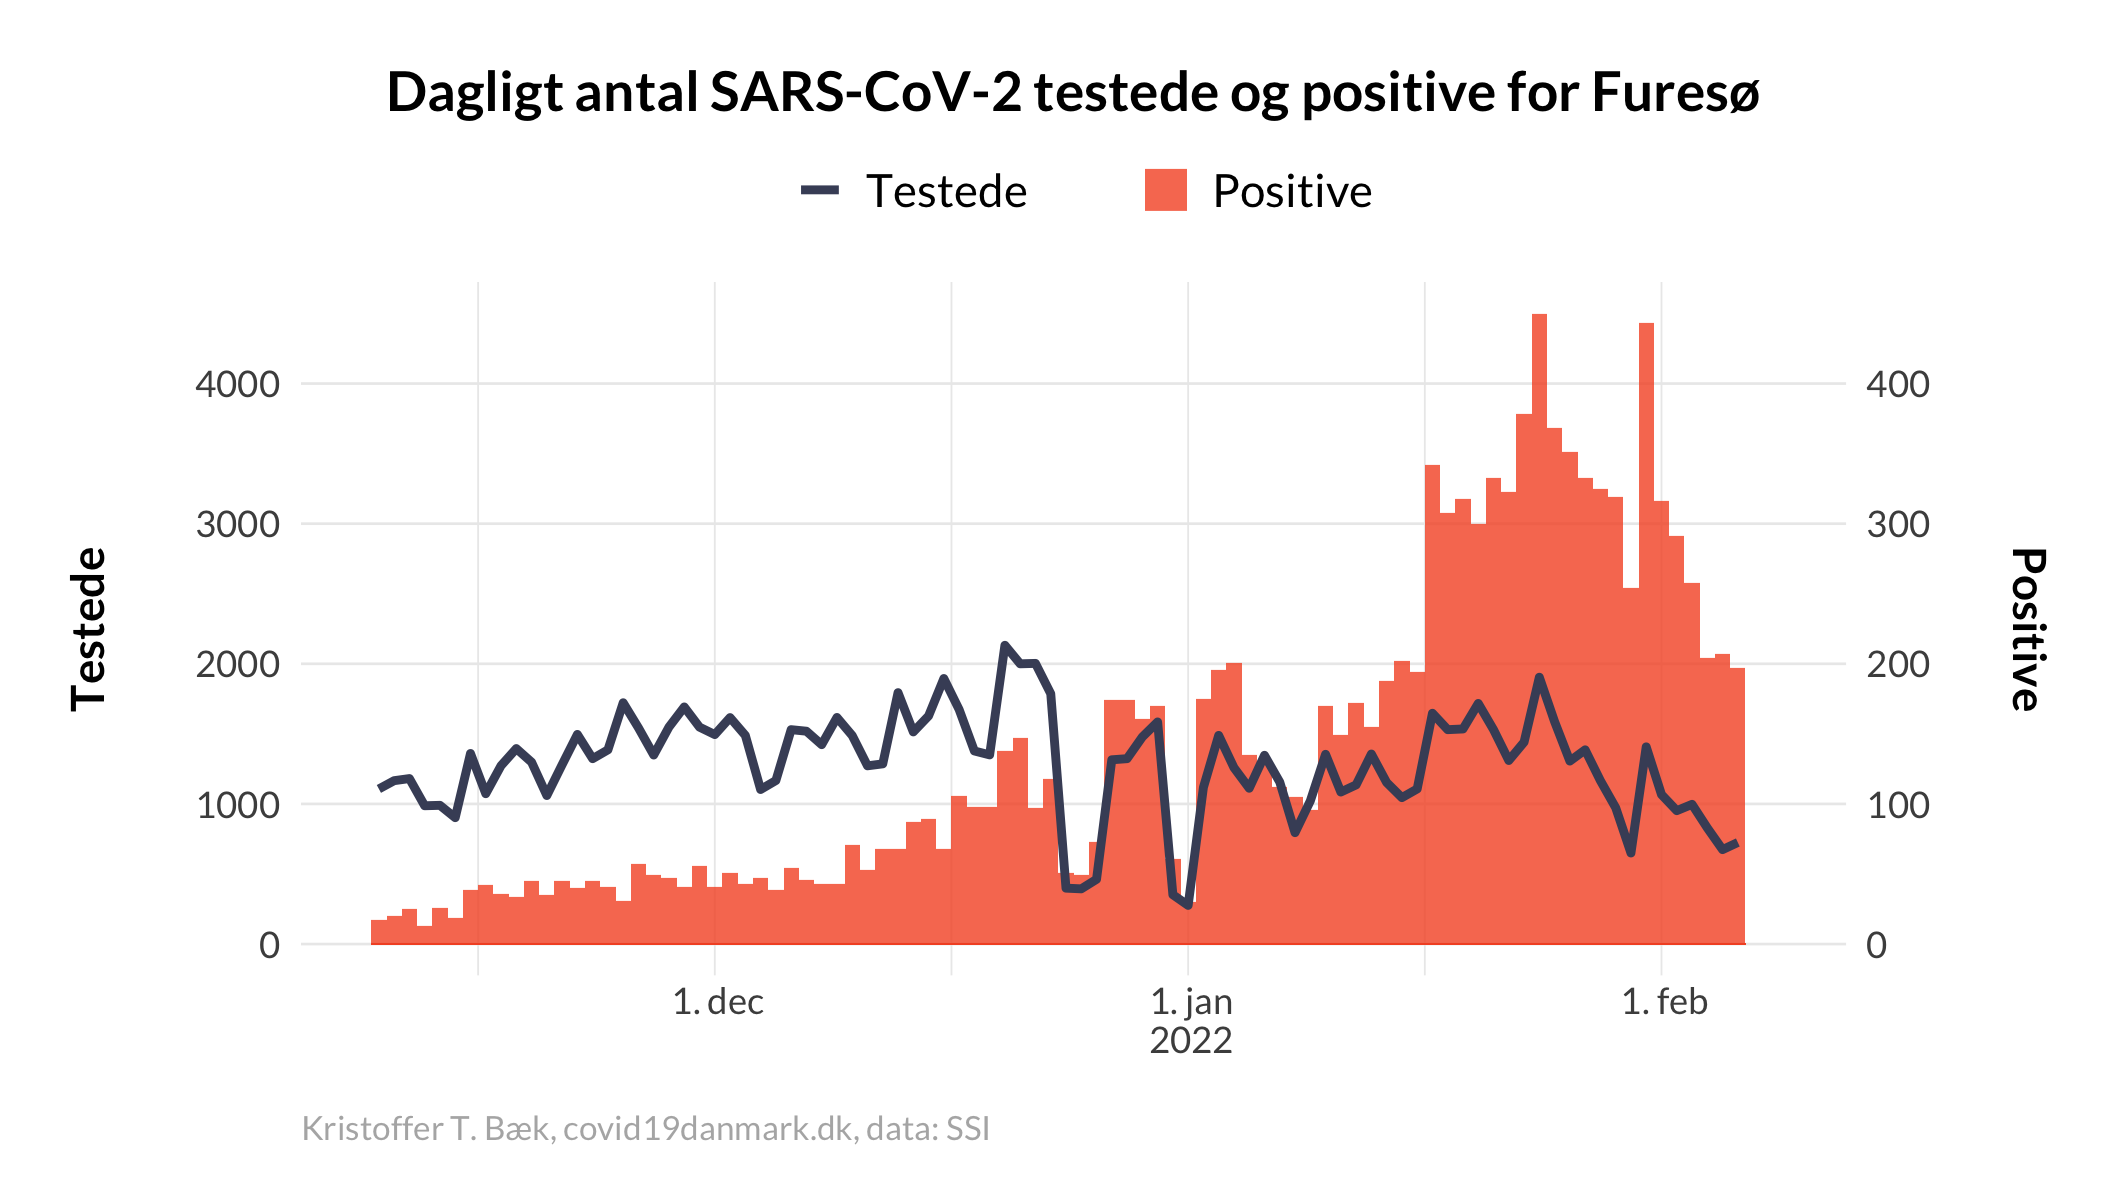 Dagligt antal SARS-CoV-2 testede og positive for Furesø
Testede
Positive
Testede
4000
3000
2000
1000
0
400
300
200
100
0
Positive
1. dec
1. jan
2022
1. feb
Kristoffer T. Bæk, covid19danmark.dk, data: SSI